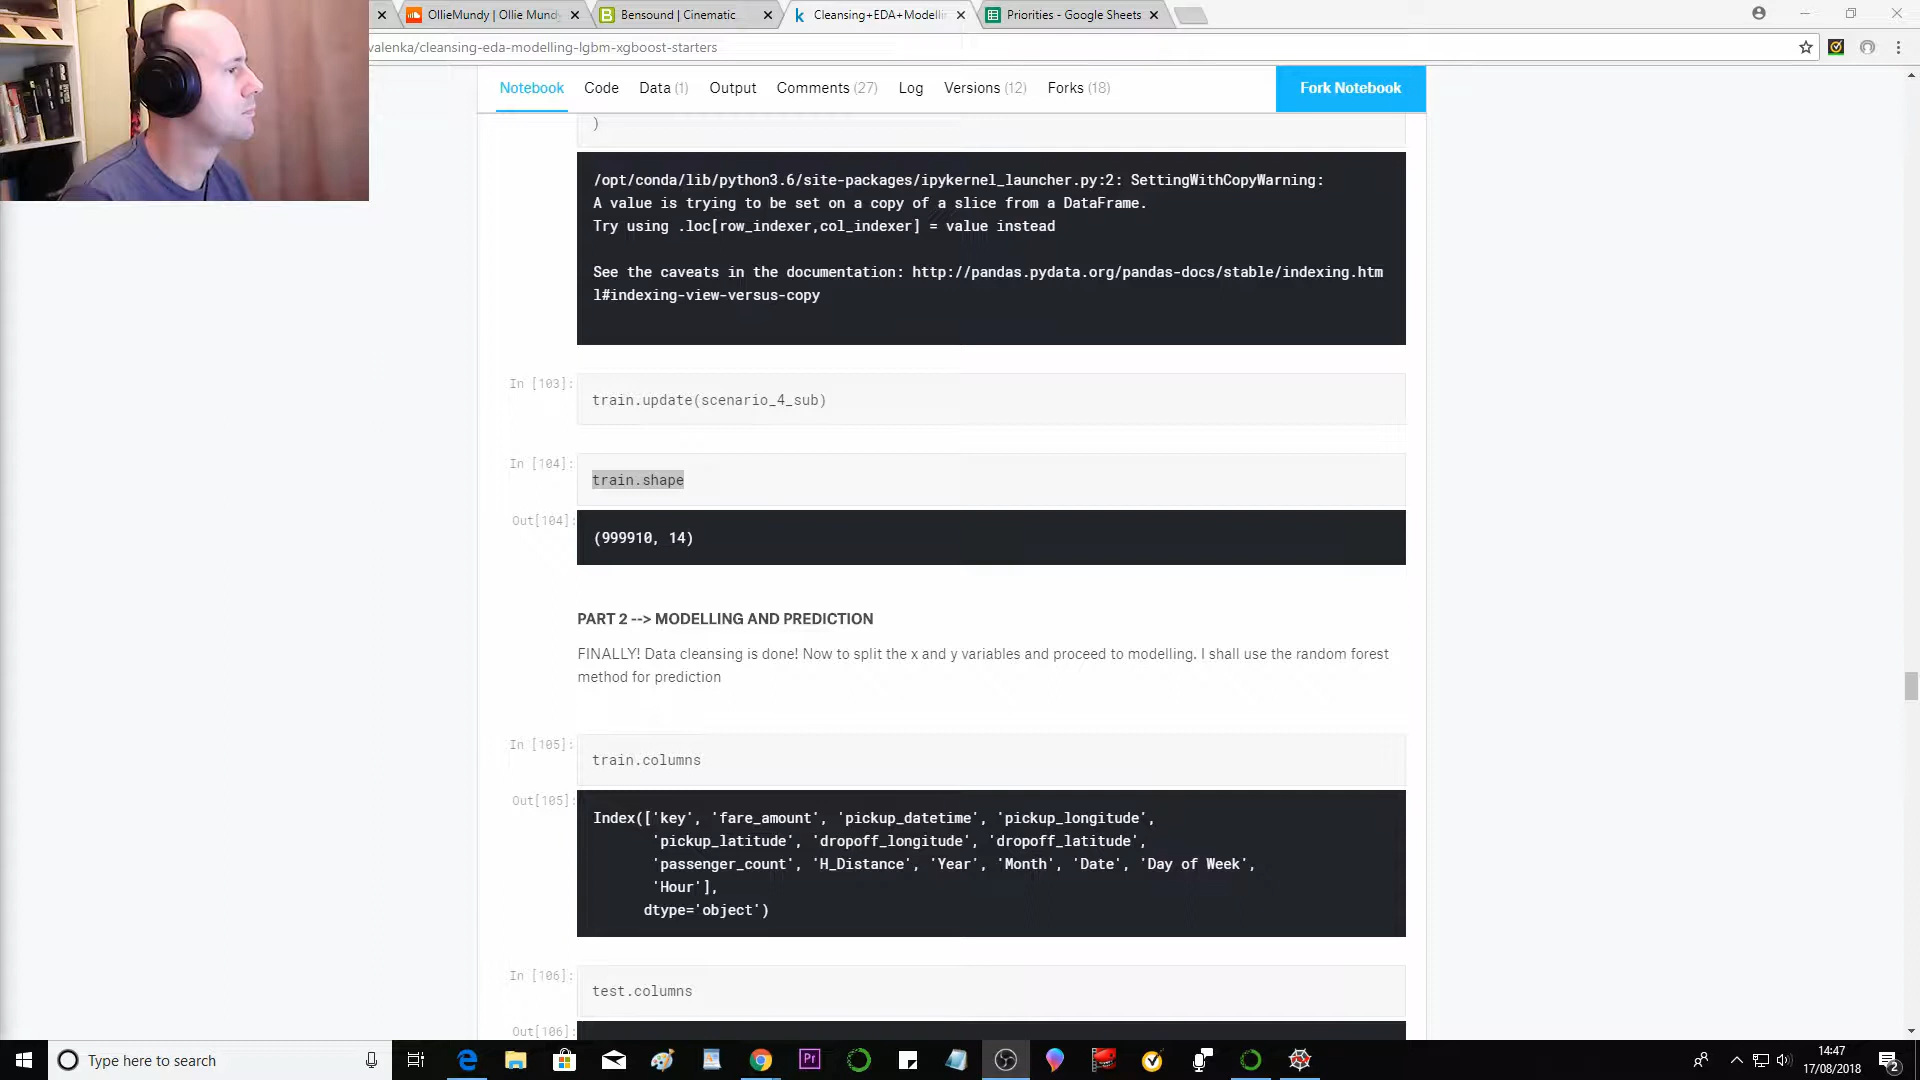 OllieMundy | Ollie Mund
Bensound | Cinematic
Cleansing+EDA+Modelli
Priorities - Google Sheets
valenka/cleansing-eda-modelling-lgbm-xgboost-starters
Notebook Code Data (1) Output Comments (27) Log Versions (12) Forks (18) Fork Notebook
)
/opt/conda/lib/python3.6/site-packages/ipykernel_launcher.py:2: SettingWithCopyWarning:
A value is trying to be set on a copy of a slice from a DataFrame.
Try using .loc[row_indexer,col_indexer] = value instead
See the caveats in the documentation: http://pandas.pydata.org/pandas-docs/stable/indexing.htm
l#indexing-view-versus-copy
In [103]:
train.update(scenario_4_sub)
In [104]:
train.shape
Out[104]:
(999910, 14)
PART 2 --> MODELLING AND PREDICTION
FINALLY! Data cleansing is done! Now to split the x and y variables and proceed to modelling. I shall use the random forest
method for prediction
In [105]:
train.columns
Out[105]:
Index(['key', 'fare_amount', 'pickup_datetime', 'pickup_longitude',
'pickup_latitude', 'dropoff_longitude', 'dropoff_latitude',
'passenger_count', 'H_Distance', 'Year', 'Month', 'Date', 'Day of Week',
'Hour'],
dtype='object')
In [106]:
test.columns
Out[106]:
Type here to search
Pr
14:47
17/08/2018
2